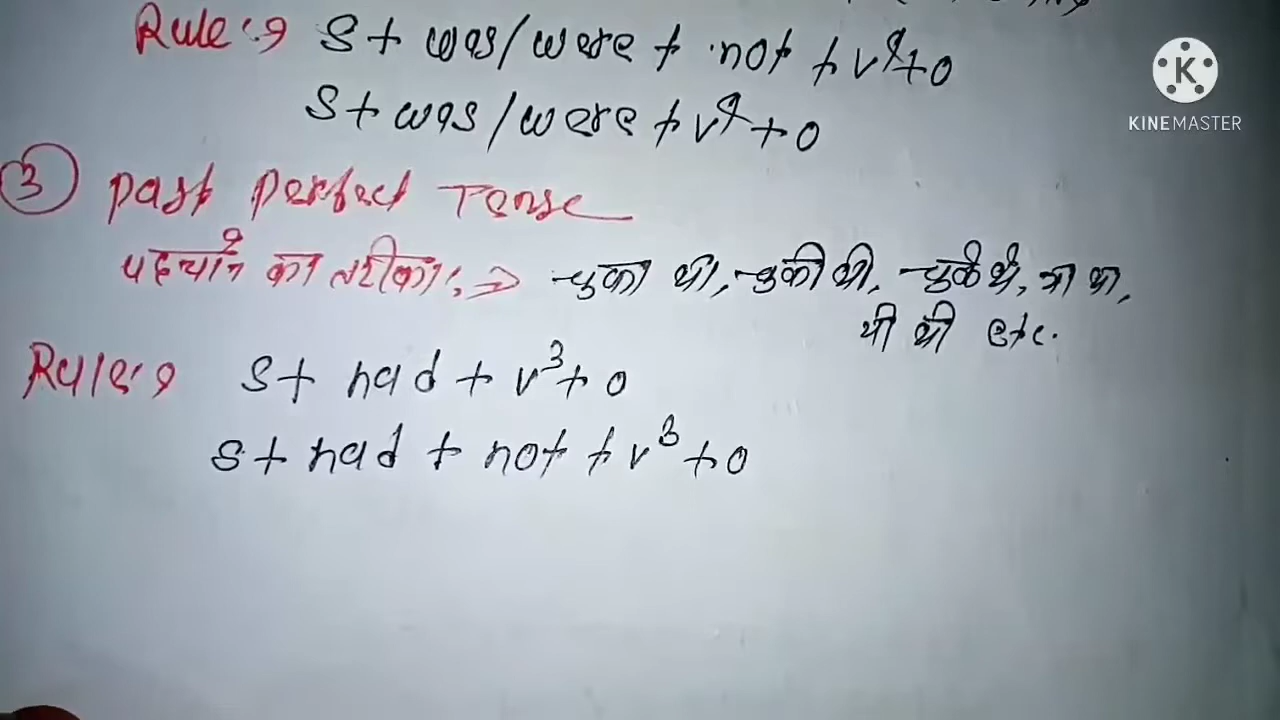 Rule:→ S + was/were + not + v⁴ + o
KINEMASTER
S + was/were + v⁴ + o
③ Past Perfect Tense
पहचाने का तरीका:→ चुका था, चुकी थी, चुके थे, या था,
यी थी etc.
Rule:→ S + had + v³ + o
S + had + not + v³ + o